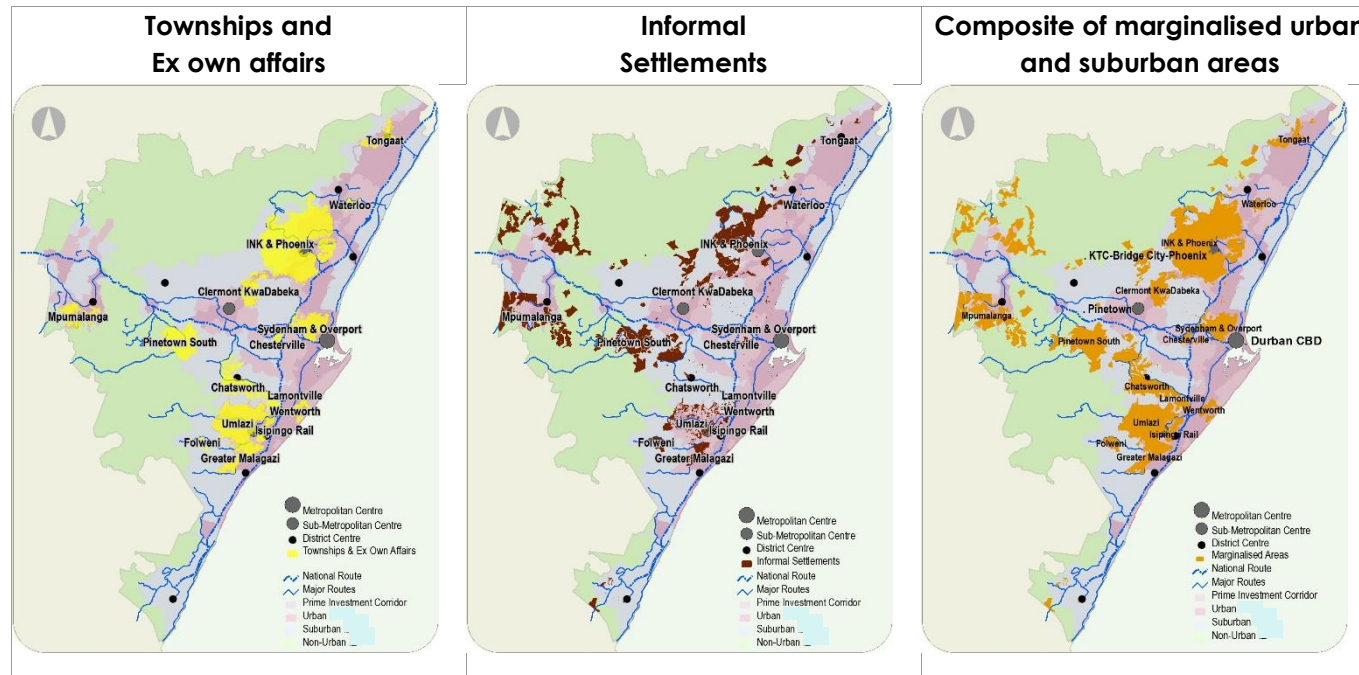 Townships and
Ex own affairs
Tongaat
Waterloo
INK & Phoenix
Clermont KwaDabeka
Mpumalanga
Sydenham & Overport
Pinetown South
Chesterville
Chatsworth
Lamontville
Wentworth
Umlazi
Isipingo Rail
Folweni
Greater Malagazi
Metropolitan Centre
Sub-Metropolitan Centre
District Centre
Townships & Ex Own Affairs
National Route
Major Routes
Prime Investment Corridor
Urban
Suburban
Non-Urban
Informal
Settlements
Tongaat
Waterloo
INK & Phoenix
Clermont KwaDabeka
Mpumalanga
Sydenham & Overport
Pinetown South
Chesterville
Chatsworth
Lamontville
Wentworth
Umlazi
Isipingo Rail
Folweni
Greater Malagazi
Metropolitan Centre
Sub-Metropolitan Centre
District Centre
Informal Settlements
National Route
Major Routes
Prime Investment Corridor
Urban
Suburban
Non-Urban
Composite of marginalised urban
and suburban areas
Tongaat
Waterloo
INK & Phoenix
KTC-Bridge City-Phoenix
Clermont KwaDabeka
Mpumalanga
Pinetown
Sydenham & Overport
Chesterville
Durban CBD
Pinetown South
Chatsworth
Lamontville
Wentworth
Umlazi
Isipingo Rail
Folweni
Greater Malagazi
Metropolitan Centre
Sub-Metropolitan Centre
District Centre
Marginalised Areas
National Route
Major Routes
Prime Investment Corridor
Urban
Suburban
Non-Urban